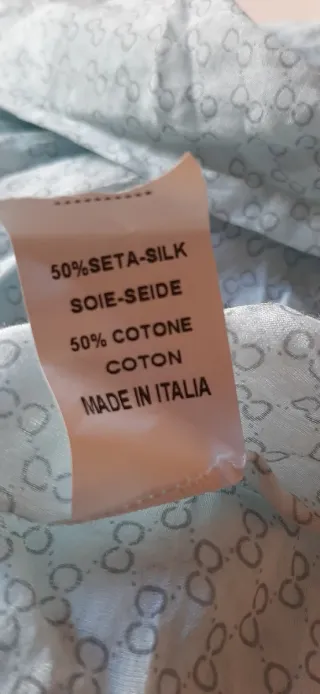 50%SETA-SILK
SOIE-SEIDE
50% COTONE
COTON
MADE IN ITALIA